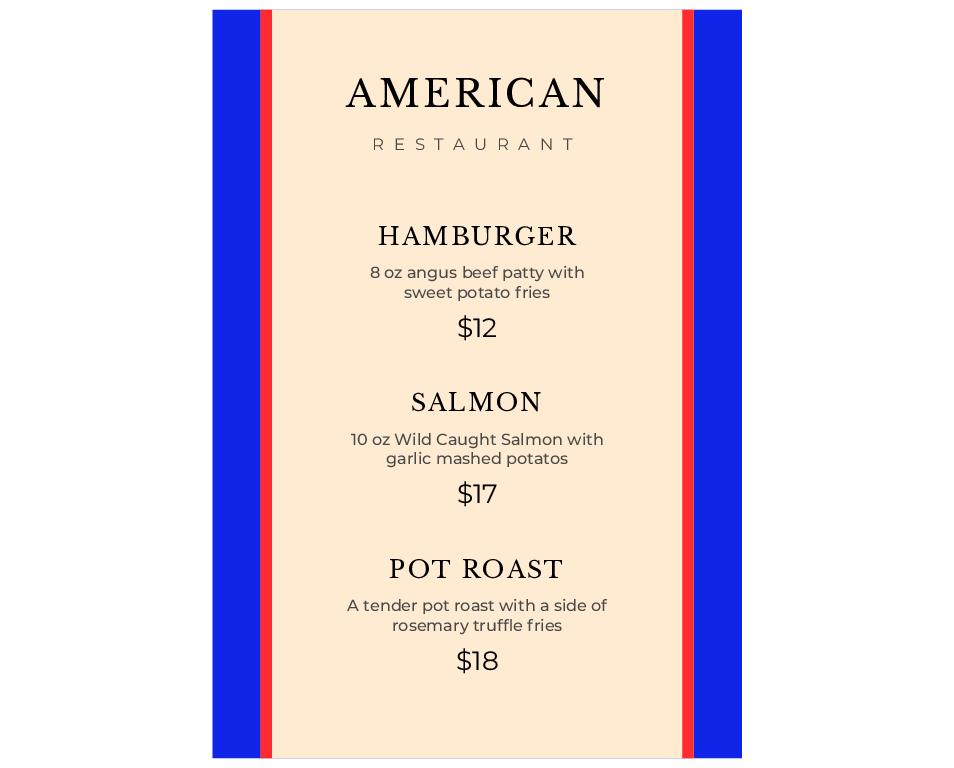 AMERICAN
RESTAURANT
HAMBURGER
8 oz angus beef patty with
sweet potato fries
$12
SALMON
10 oz Wild Caught Salmon with
garlic mashed potatos
$17
POT ROAST
A tender pot roast with a side of
rosemary truffle fries
$18